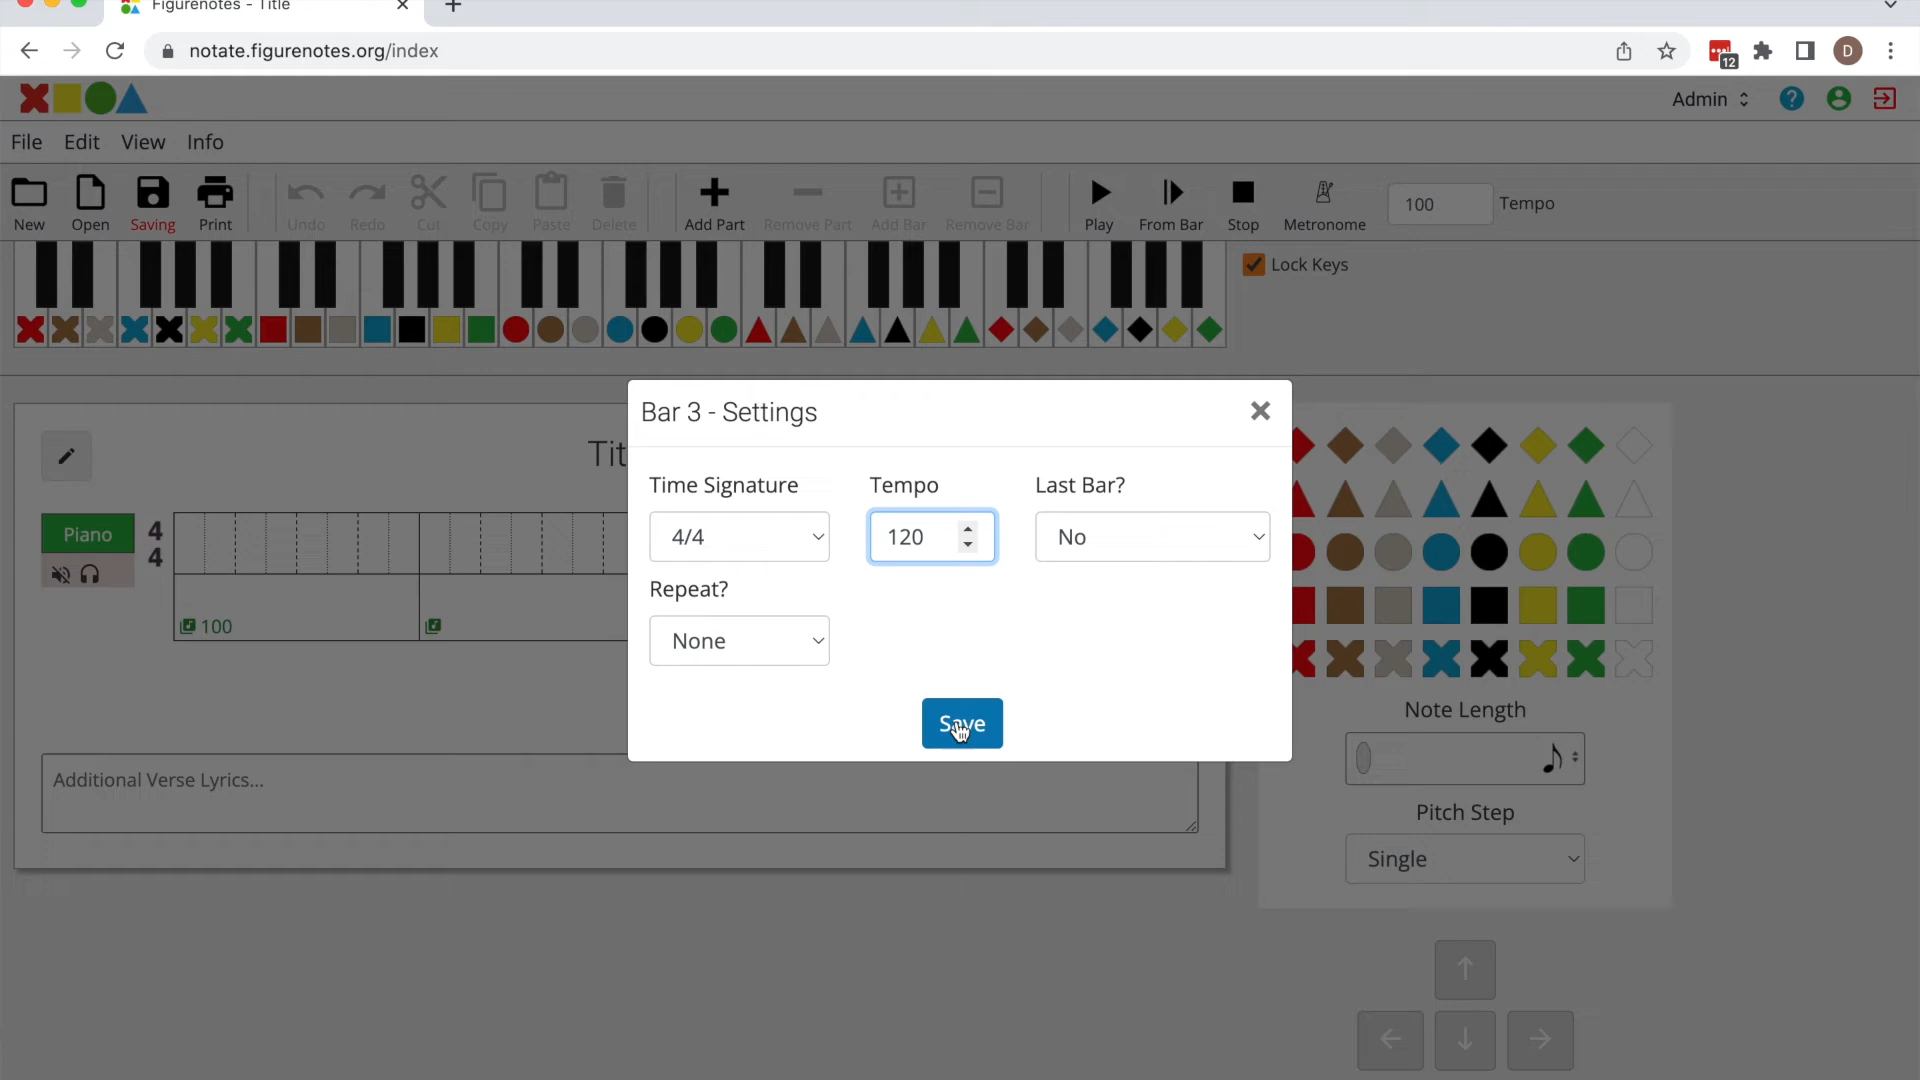 Figurenotes - Title
notate.figurenotes.org/index
12
D
Admin
File Edit View Info
New Open Saving Print Undo Redo Cut Copy Paste Delete Add Part Remove Part Add Bar Remove Bar Play From Bar Stop Metronome 100 Tempo
Lock Keys
Bar 3 - Settings
Tit
Time Signature Tempo Last Bar?
4/4 120 No
Piano
4
4
Repeat?
None
100
Save
Additional Verse Lyrics...
Note Length
Pitch Step
Single